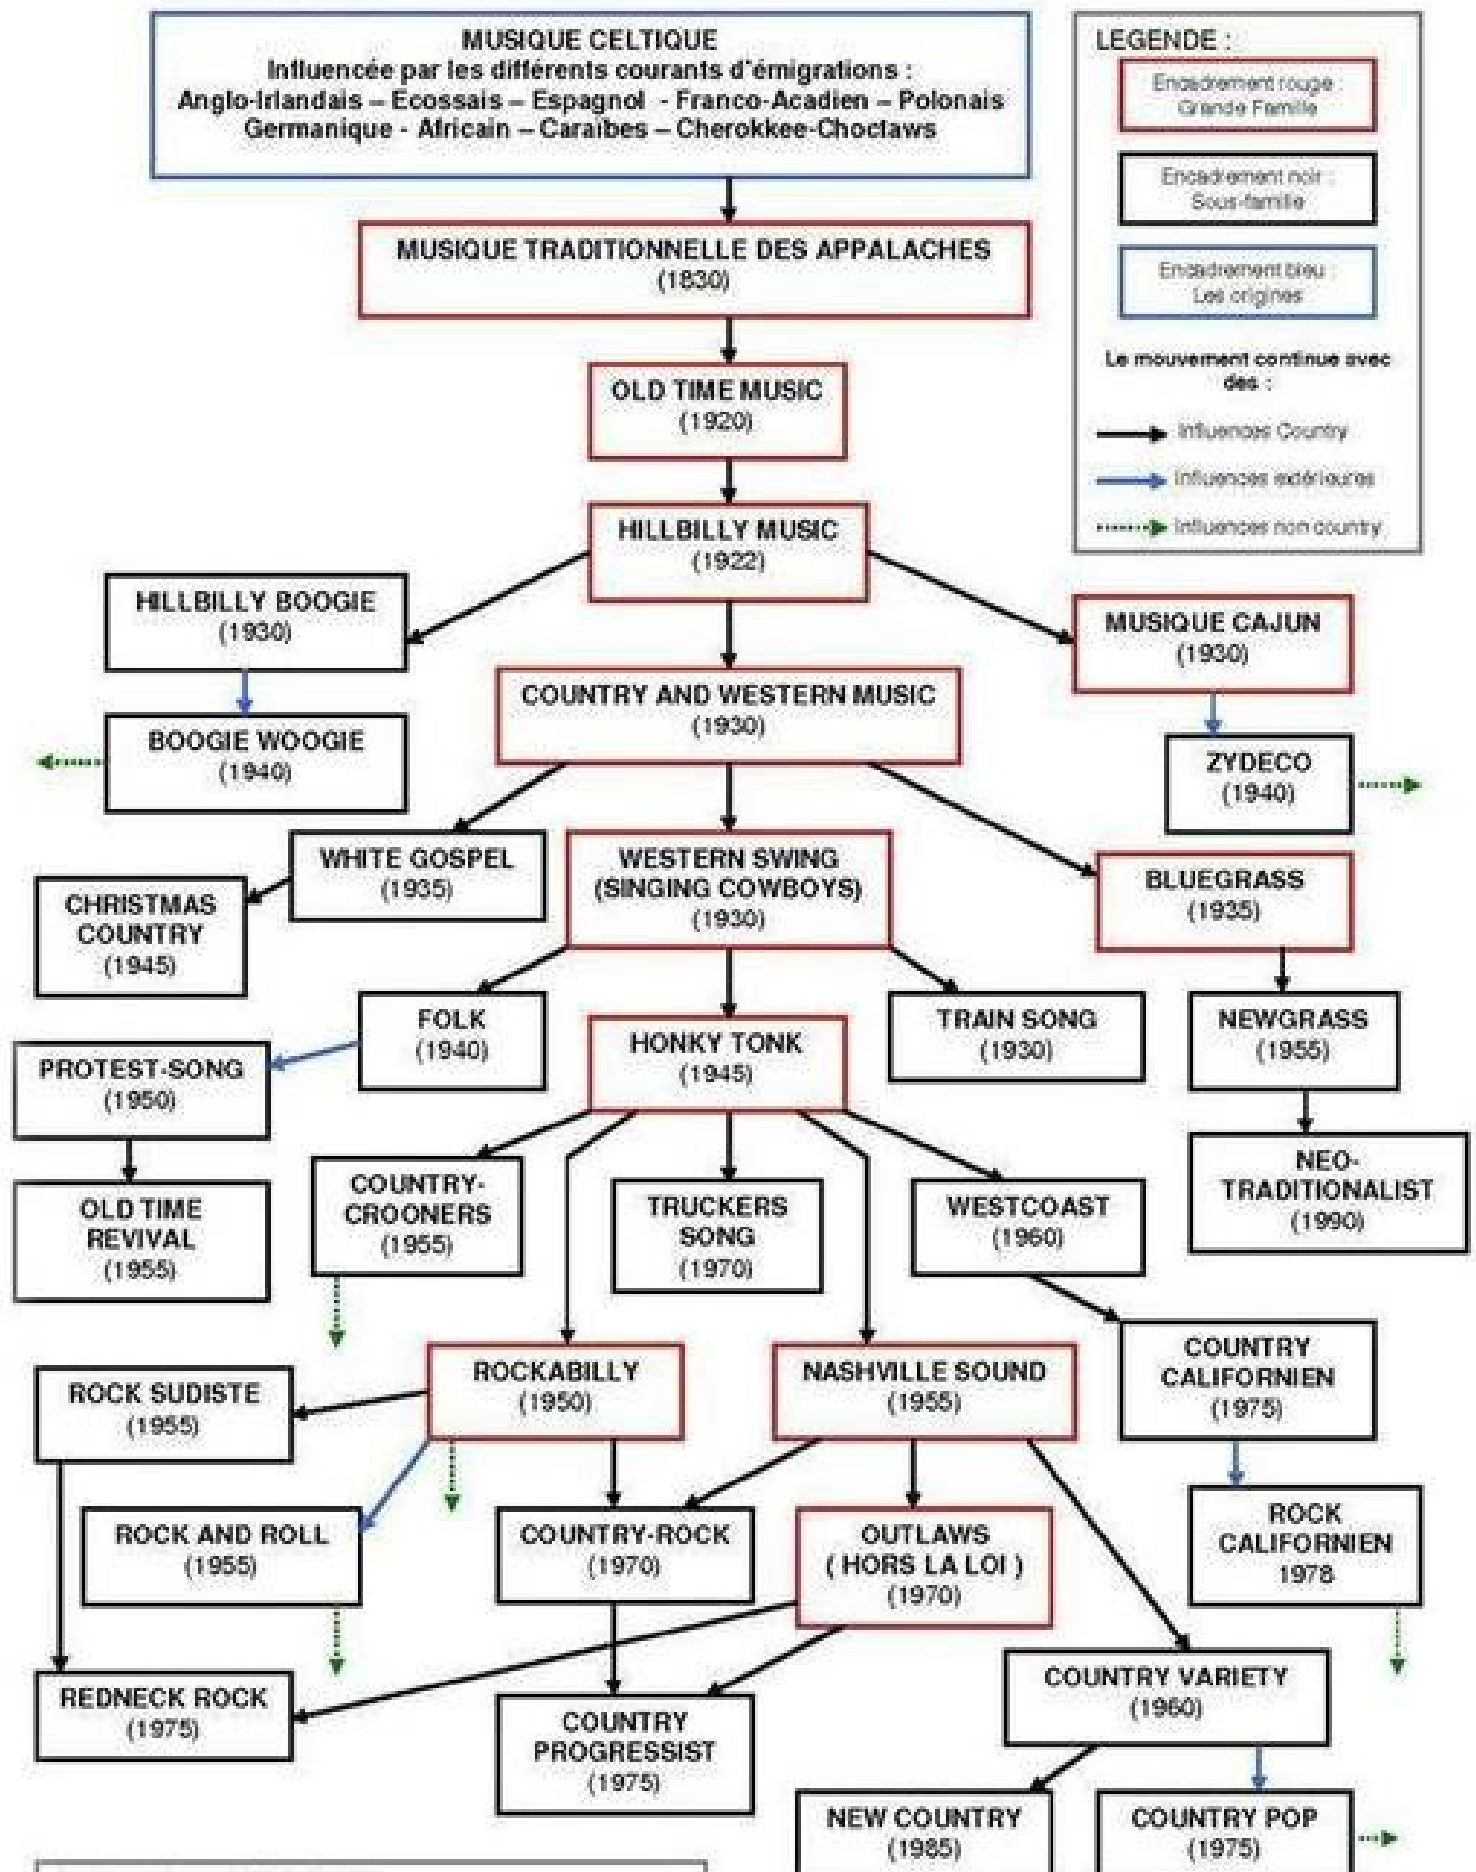 MUSIQUE CELTIQUE
Influencée par les différents courants d'émigrations :
Anglo-Irlandais – Ecossais – Espagnol - Franco-Acadien – Polonais
Germanique - Africain – Caraïbes – Cherokkee-Choctaws
LEGENDE :
Encadrement rouge :
Grande Famille
Encadrement noir :
Sous-famille
Encadrement bleu :
Les origines
Le mouvement continue avec
des :
Influences Country
Influences extérieures
Influences non country
MUSIQUE TRADITIONNELLE DES APPALACHES
(1830)
OLD TIME MUSIC
(1920)
HILLBILLY MUSIC
(1922)
HILLBILLY BOOGIE
(1930)
MUSIQUE CAJUN
(1930)
COUNTRY AND WESTERN MUSIC
(1930)
BOOGIE WOOGIE
(1940)
ZYDECO
(1940)
WHITE GOSPEL
(1935)
WESTERN SWING
(SINGING COWBOYS)
(1930)
BLUEGRASS
(1935)
CHRISTMAS
COUNTRY
(1945)
FOLK
(1940)
TRAIN SONG
(1930)
NEWGRASS
(1955)
HONKY TONK
(1945)
PROTEST-SONG
(1950)
NEO-
TRADITIONALIST
(1990)
COUNTRY-
CROONERS
(1955)
TRUCKERS
SONG
(1970)
WESTCOAST
(1960)
OLD TIME
REVIVAL
(1955)
COUNTRY
CALIFORNIEN
(1975)
ROCKABILLY
(1950)
NASHVILLE SOUND
(1955)
ROCK SUDISTE
(1955)
ROCK
CALIFORNIEN
1978
ROCK AND ROLL
(1955)
COUNTRY-ROCK
(1970)
OUTLAWS
( HORS LA LOI )
(1970)
COUNTRY VARIETY
(1960)
REDNECK ROCK
(1975)
COUNTRY
PROGRESSIST
(1975)
NEW COUNTRY
(1985)
COUNTRY POP
(1975)